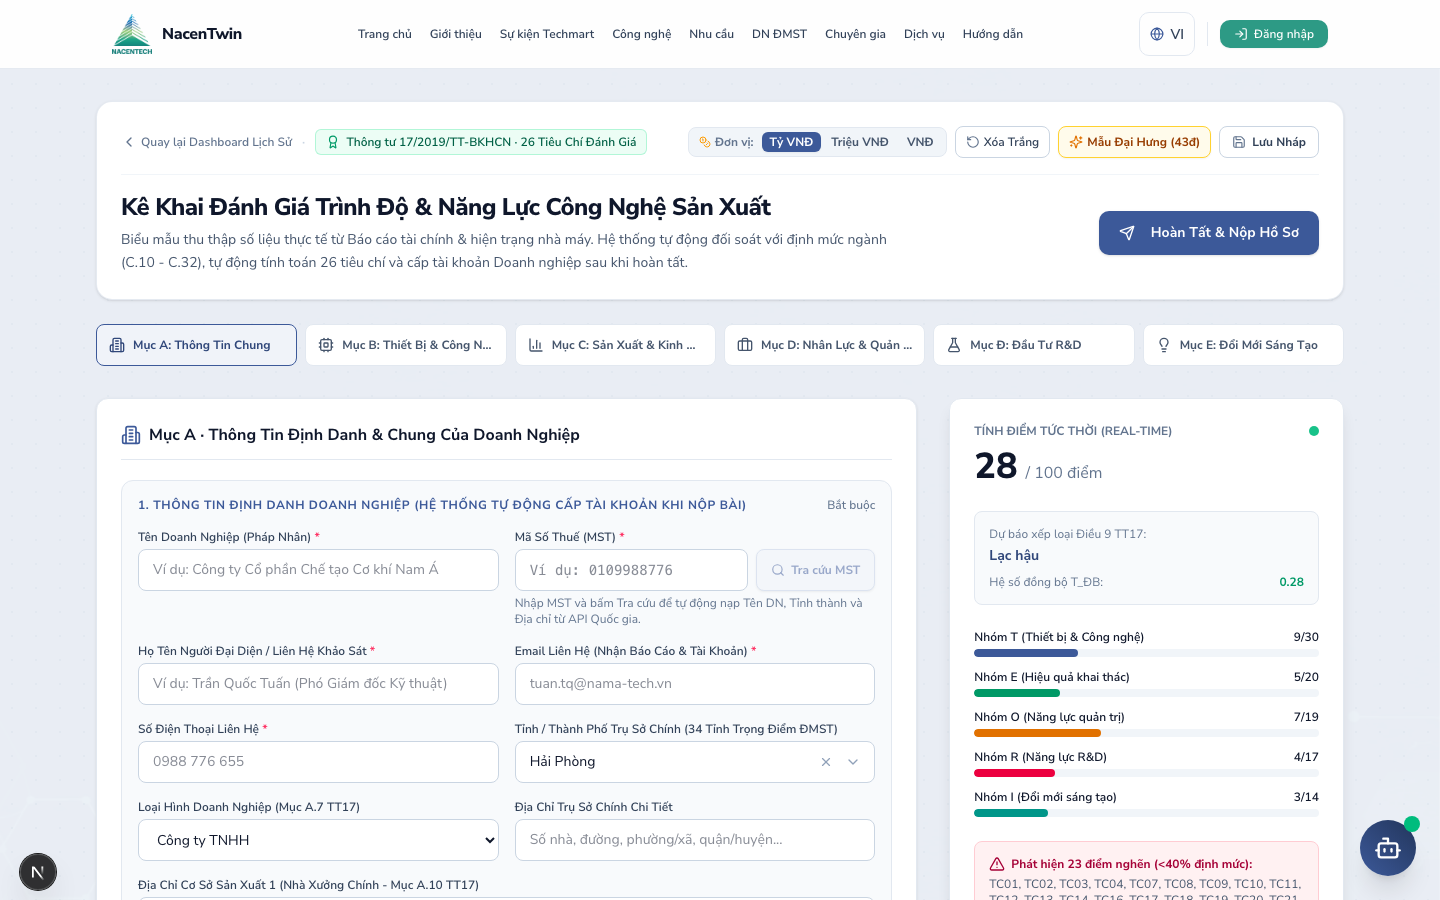 NACENTECH
NacenTwin
Trang chủ
Giới thiệu
Sự kiện Techmart
Công nghệ
Nhu cầu
DN ĐMST
Chuyên gia
Dịch vụ
Hướng dẫn
VI
Đăng nhập
Quay lại Dashboard Lịch Sử
·
Thông tư 17/2019/TT-BKHCN · 26 Tiêu Chí Đánh Giá
Đơn vị:
Tỷ VNĐ
Triệu VNĐ
VNĐ
Xóa Trắng
Mẫu Đại Hưng (43đ)
Lưu Nháp
Kê Khai Đánh Giá Trình Độ & Năng Lực Công Nghệ Sản Xuất
Biểu mẫu thu thập số liệu thực tế từ Báo cáo tài chính & hiện trạng nhà máy. Hệ thống tự động đối soát với định mức ngành
(C.10 - C.32), tự động tính toán 26 tiêu chí và cấp tài khoản Doanh nghiệp sau khi hoàn tất.
Hoàn Tất & Nộp Hồ Sơ
Mục A: Thông Tin Chung
Mục B: Thiết Bị & Công N...
Mục C: Sản Xuất & Kinh ...
Mục D: Nhân Lực & Quản ...
Mục Đ: Đầu Tư R&D
Mục E: Đổi Mới Sáng Tạo
Mục A · Thông Tin Định Danh & Chung Của Doanh Nghiệp
1. THÔNG TIN ĐỊNH DANH DOANH NGHIỆP (HỆ THỐNG TỰ ĐỘNG CẤP TÀI KHOẢN KHI NỘP BÀI)
Bắt buộc
Tên Doanh Nghiệp (Pháp Nhân) *
Ví dụ: Công ty Cổ phần Chế tạo Cơ khí Nam Á
Mã Số Thuế (MST) *
Ví dụ: 0109988776
Tra cứu MST
Nhập MST và bấm Tra cứu để tự động nạp Tên DN, Tỉnh thành và
Địa chỉ từ API Quốc gia.
Họ Tên Người Đại Diện / Liên Hệ Khảo Sát *
Ví dụ: Trần Quốc Tuấn (Phó Giám đốc Kỹ thuật)
Email Liên Hệ (Nhận Báo Cáo & Tài Khoản) *
tuan.tq@nama-tech.vn
Số Điện Thoại Liên Hệ *
0988 776 655
Tỉnh / Thành Phố Trụ Sở Chính (34 Tỉnh Trọng Điểm ĐMST)
Hải Phòng
Loại Hình Doanh Nghiệp (Mục A.7 TT17)
Công ty TNHH
Địa Chỉ Trụ Sở Chính Chi Tiết
Số nhà, đường, phường/xã, quận/huyện...
Địa Chỉ Cơ Sở Sản Xuất 1 (Nhà Xưởng Chính - Mục A.10 TT17)
TÍNH ĐIỂM TỨC THỜI (REAL-TIME)
28 / 100 điểm
Dự báo xếp loại Điều 9 TT17:
Lạc hậu
Hệ số đồng bộ T_ĐB:
0.28
Nhóm T (Thiết bị & Công nghệ)
9/30
Nhóm E (Hiệu quả khai thác)
5/20
Nhóm O (Năng lực quản trị)
7/19
Nhóm R (Năng lực R&D)
4/17
Nhóm I (Đổi mới sáng tạo)
3/14
Phát hiện 23 điểm nghẽn (<40% định mức):
TC01, TC02, TC03, TC04, TC07, TC08, TC09, TC10, TC11,
TC12, TC13, TC14, TC16, TC17, TC18, TC19, TC20, TC21,
N